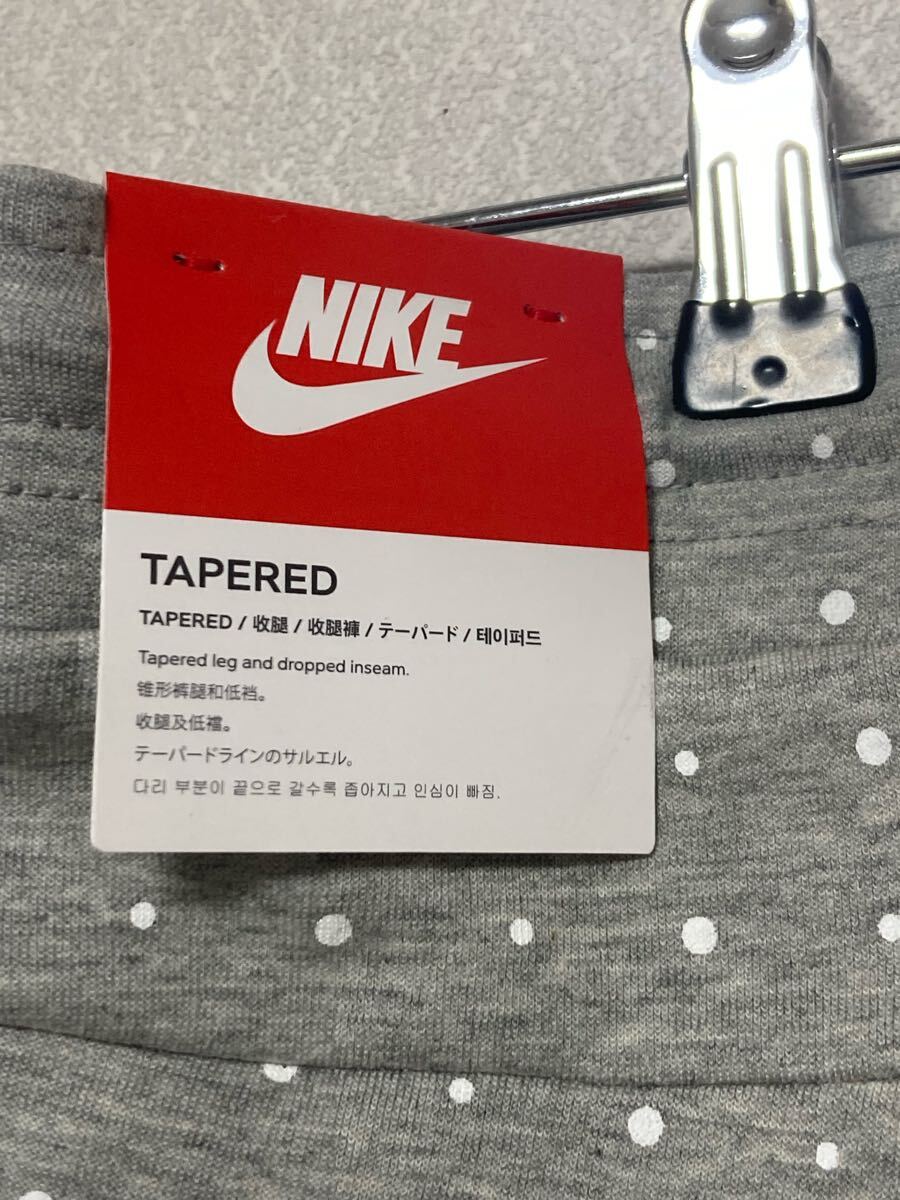 NIKE
TAPERED
TAPERED / 收腿 / 收腿褲 / テーパード / 테이퍼드
Tapered leg and dropped inseam.
锥形裤腿和低裆。
收腿及低襠。
テーパードラインのサルエル。
다리 부분이 끝으로 갈수록 좁아지고 인심이 빠짐.